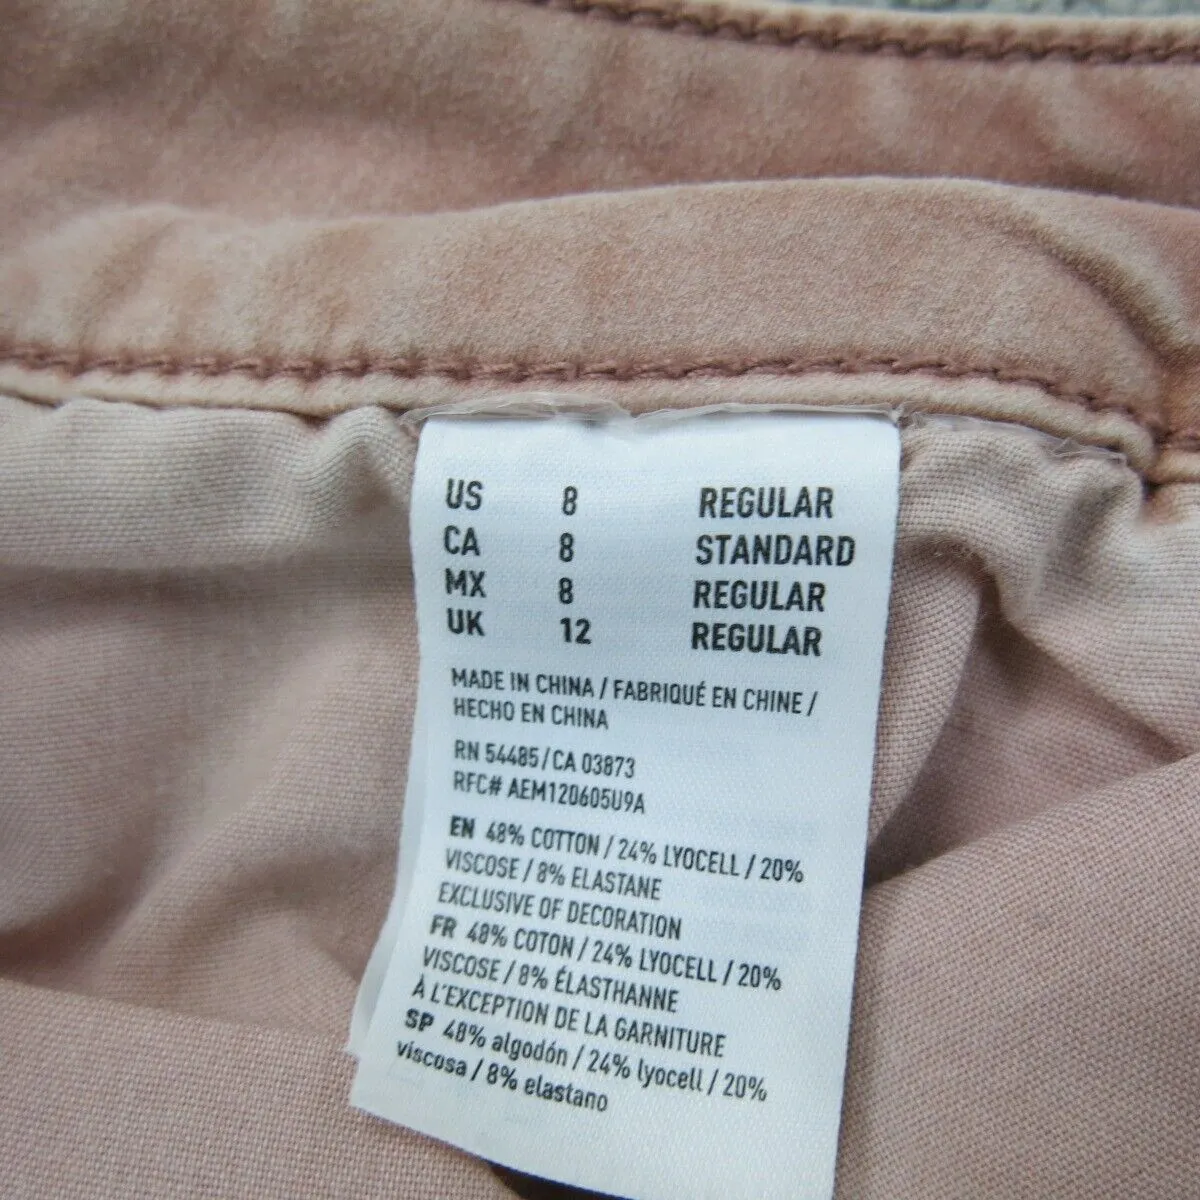 US 8 REGULAR
CA 8 STANDARD
MX 8 REGULAR
UK 12 REGULAR
MADE IN CHINA / FABRIQUÉ EN CHINE /
HECHO EN CHINA
RN 54485/CA 03873
RFC# AEM120605U9A
EN 48% COTTON / 24% LYOCELL / 20%
VISCOSE / 8% ELASTANE
EXCLUSIVE OF DECORATION
FR 48% COTON / 24% LYOCELL / 20%
VISCOSE / 8% ÉLASTHANNE
À L'EXCEPTION DE LA GARNITURE
SP 48% algodón / 24% lyocell / 20%
viscosa / 8% elastano